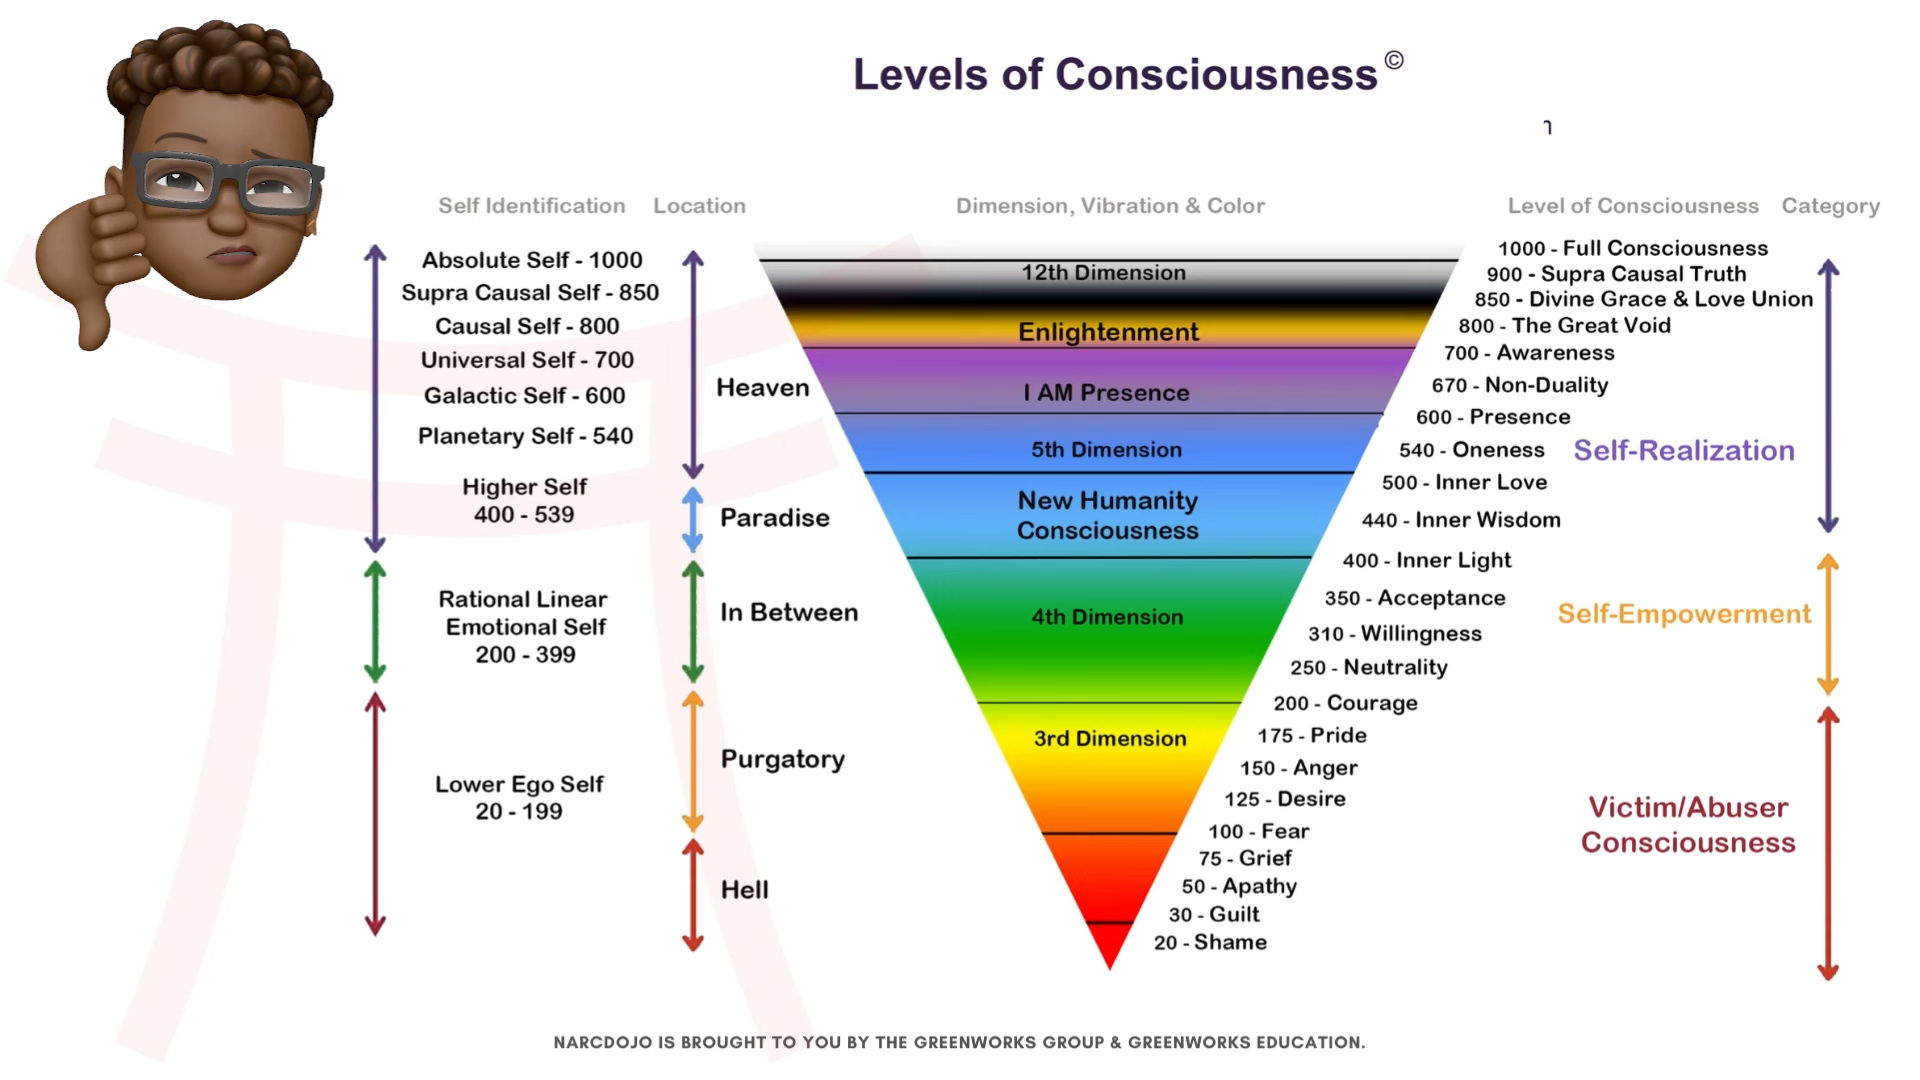 Levels of Consciousness©
Self Identification
Location
Dimension, Vibration & Color
Level of Consciousness
Category
Absolute Self - 1000
Supra Causal Self - 850
Causal Self - 800
Universal Self - 700
Galactic Self - 600
Planetary Self - 540
Higher Self
400 - 539
Rational Linear
Emotional Self
200 - 399
Lower Ego Self
20 - 199
Heaven
Paradise
In Between
Purgatory
Hell
12th Dimension
Enlightenment
I AM Presence
5th Dimension
New Humanity
Consciousness
4th Dimension
3rd Dimension
1000 - Full Consciousness
900 - Supra Causal Truth
850 - Divine Grace & Love Union
800 - The Great Void
700 - Awareness
670 - Non-Duality
600 - Presence
540 - Oneness
500 - Inner Love
440 - Inner Wisdom
400 - Inner Light
350 - Acceptance
310 - Willingness
250 - Neutrality
200 - Courage
175 - Pride
150 - Anger
125 - Desire
100 - Fear
75 - Grief
50 - Apathy
30 - Guilt
20 - Shame
Self-Realization
Self-Empowerment
Victim/Abuser
Consciousness
NARCDOJO IS BROUGHT TO YOU BY THE GREENWORKS GROUP & GREENWORKS EDUCATION.